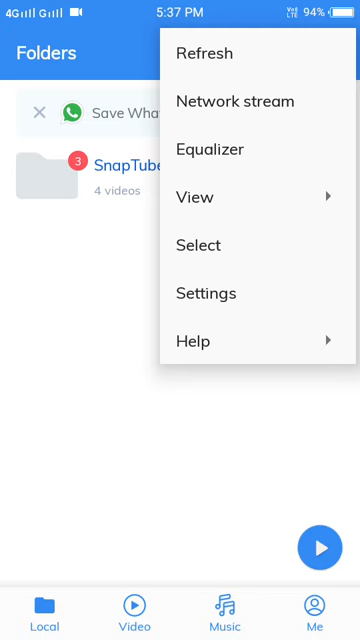 4G G 5:37 PM VoLTE 94%
Folders
Refresh
Network stream
Equalizer
View
Select
Settings
Help
Save Wha
3
SnapTube
4 videos
Local Video Music Me